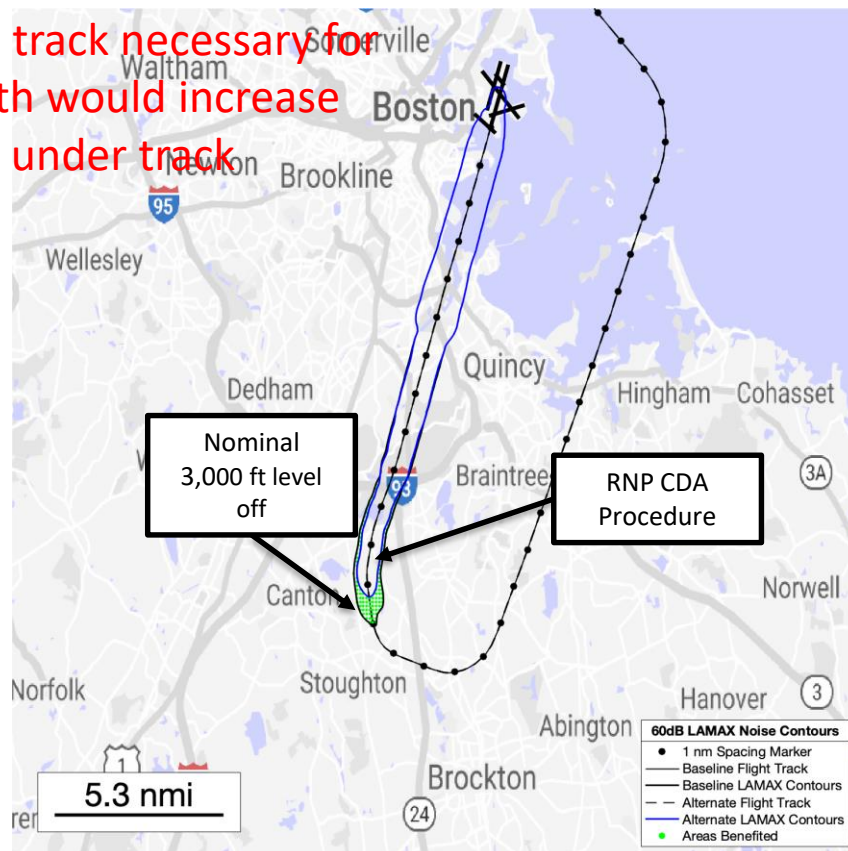 track necessary for
th would increase
under track
Somerville
Waltham
Boston
Newton
Brookline
95
Wellesley
Quincy
Dedham
Hingham
Cohasset
Nominal
3,000 ft level
off
93
Braintree
RNP CDA
Procedure
3A
Canton
Norwell
Stoughton
Norfolk
Hanover
3
Abington
1
5.3 nmi
Brockton
24
60dB LAMAX Noise Contours
1 nm Spacing Marker
Baseline Flight Track
Baseline LAMAX Contours
Alternate Flight Track
Alternate LAMAX Contours
Areas Benefited